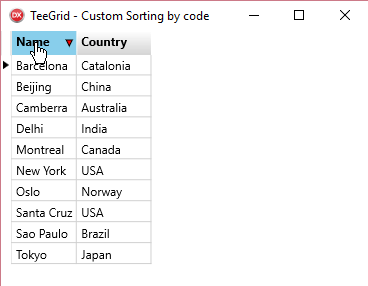 DX TeeGrid - Custom Sorting by code
Name Country
Barcelona Catalonia
Beijing China
Camberra Australia
Delhi India
Montreal Canada
New York USA
Oslo Norway
Santa Cruz USA
Sao Paulo Brazil
Tokyo Japan